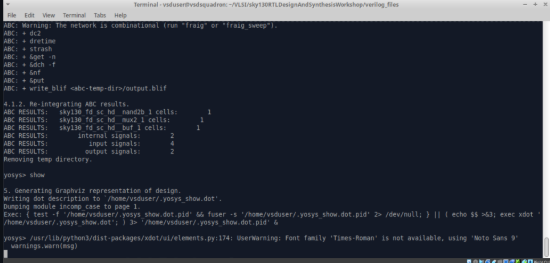 Terminal - vsduser@vsdsquadron: ~/VLSI/sky130RTLDesignAndSynthesisWorkshop/verilog_files
File Edit View Terminal Tabs Help
ABC: Warning: The network is combinational (run "fraig" or "fraig_sweep").
ABC: + dc2
ABC: + dretime
ABC: + strash
ABC: + &get -n
ABC: + &dch -f
ABC: + &nf
ABC: + &put
ABC: + write_blif <abc-temp-dir>/output.blif
4.1.2. Re-integrating ABC results.
ABC RESULTS: sky130_fd_sc_hd__nand2b_1 cells: 1
ABC RESULTS: sky130_fd_sc_hd__mux2_1 cells: 1
ABC RESULTS: sky130_fd_sc_hd__buf_1 cells: 1
ABC RESULTS: internal signals: 2
ABC RESULTS: input signals: 4
ABC RESULTS: output signals: 2
Removing temp directory.
yosys> show
5. Generating Graphviz representation of design.
Writing dot description to `/home/vsduser/.yosys_show.dot'.
Dumping module incomp_case to page 1.
Exec: { test -f '/home/vsduser/.yosys_show.dot.pid' && fuser -s '/home/vsduser/.yosys_show.dot.pid' 2> /dev/null; } || ( echo $$ >&3; exec xdot '
/home/vsduser/.yosys_show.dot'; ) 3> '/home/vsduser/.yosys_show.dot.pid' &
yosys> /usr/lib/python3/dist-packages/xdot/ui/elements.py:174: UserWarning: Font family 'Times-Roman' is not available, using 'Noto Sans 9'
warnings.warn(msg)